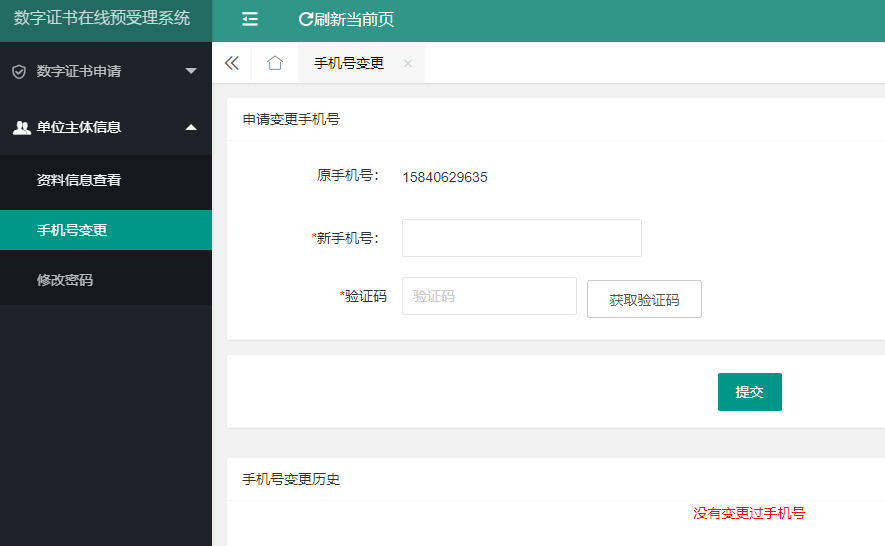 数字证书在线预受理系统
刷新当前页
数字证书申请
单位主体信息
资料信息查看
手机号变更
修改密码
手机号变更 ×
申请变更手机号
原手机号： 15840629635
*新手机号：
*验证码 验证码 获取验证码
提交
手机号变更历史
没有变更过手机号